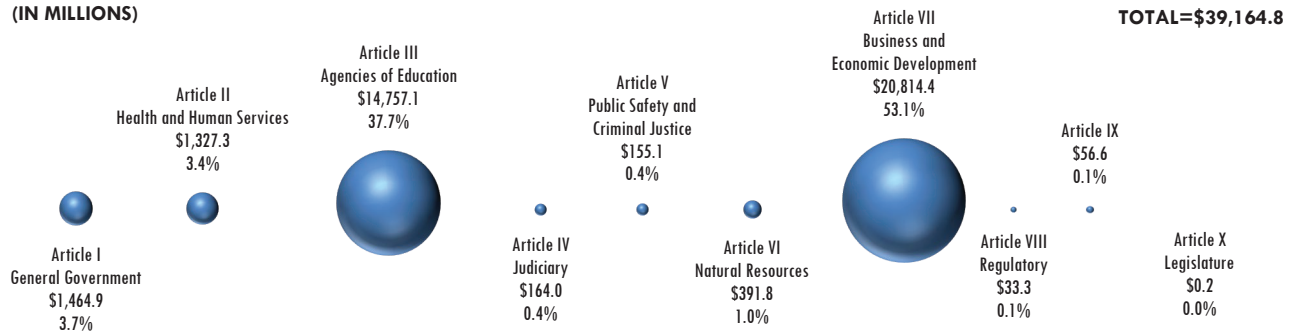 (IN MILLIONS)
TOTAL=$39,164.8
Article I
General Government
$1,464.9
3.7%
Article II
Health and Human Services
$1,327.3
3.4%
Article III
Agencies of Education
$14,757.1
37.7%
Article IV
Judiciary
$164.0
0.4%
Article V
Public Safety and
Criminal Justice
$155.1
0.4%
Article VI
Natural Resources
$391.8
1.0%
Article VII
Business and
Economic Development
$20,814.4
53.1%
Article VIII
Regulatory
$33.3
0.1%
Article IX
$56.6
0.1%
Article X
Legislature
$0.2
0.0%